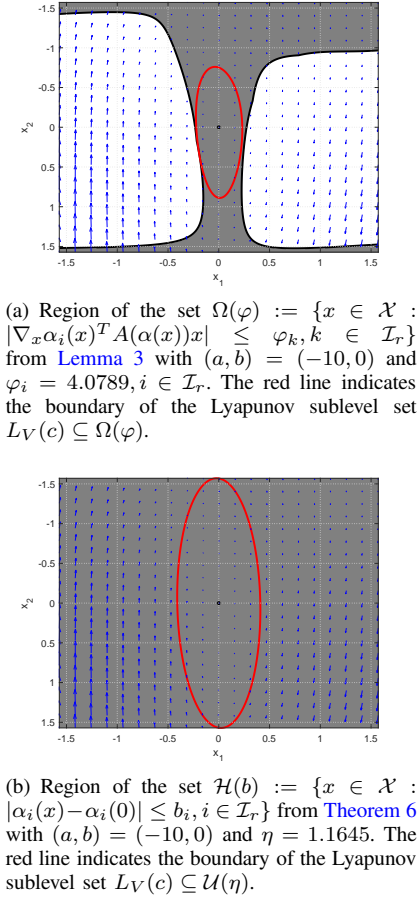 -1.5
-1
-0.5
0
0.5
1
1.5
x₂
-1.5 -1 -0.5 0 0.5 1 1.5
x₁
(a) Region of the set Ω(φ) := {x ∈ 𝒳 :
|∇ₓαᵢ(x)ᵀA(α(x))x| ≤ φₖ, k ∈ ℐᵣ}
from Lemma 3 with (a, b) = (−10, 0) and
φᵢ = 4.0789, i ∈ ℐᵣ. The red line indicates
the boundary of the Lyapunov sublevel set
L_V(c) ⊆ Ω(φ).
-1.5
-1
-0.5
0
0.5
1
1.5
x₂
-1.5 -1 -0.5 0 0.5 1 1.5
x₁
(b) Region of the set ℋ(b) := {x ∈ 𝒳 :
|αᵢ(x)−αᵢ(0)| ≤ bᵢ, i ∈ ℐᵣ} from Theorem 6
with (a, b) = (−10, 0) and η = 1.1645. The
red line indicates the boundary of the Lyapunov
sublevel set L_V(c) ⊆ 𝒰(η).